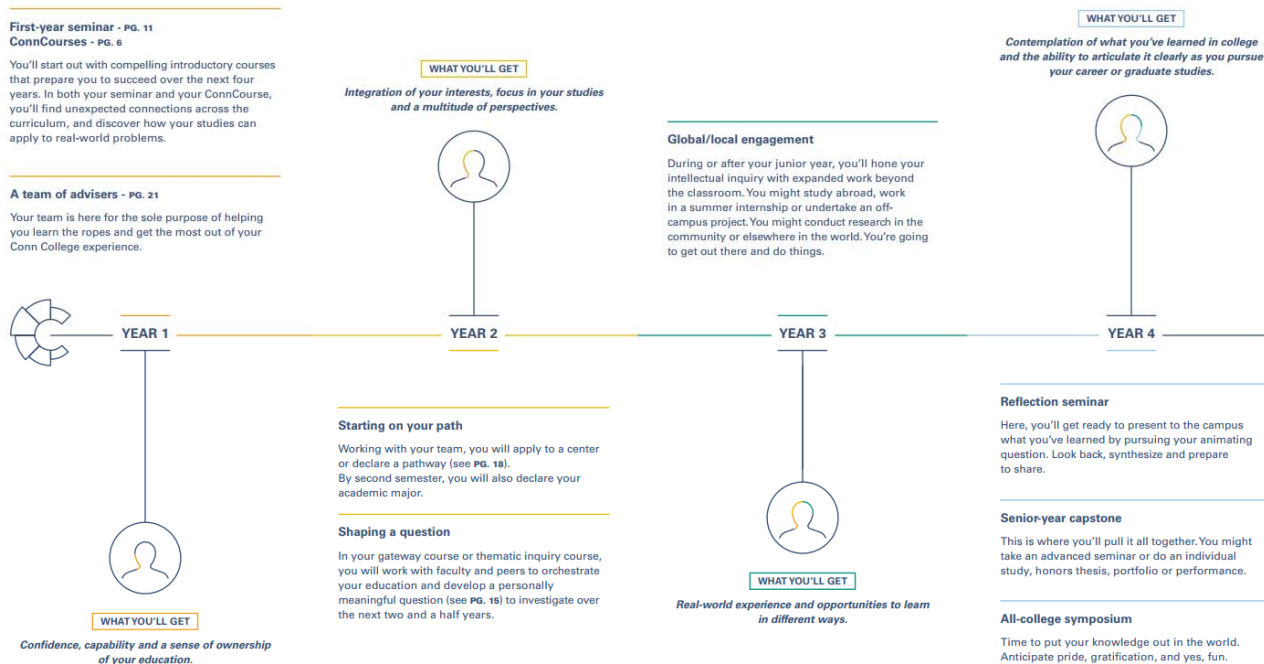 First-year seminar - PG. 11
ConnCourses - PG. 6
You'll start out with compelling introductory courses
that prepare you to succeed over the next four
years. In both your seminar and your ConnCourse,
you'll find unexpected connections across the
curriculum, and discover how your studies can
apply to real-world problems.
A team of advisers - PG. 21
Your team is here for the sole purpose of helping
you learn the ropes and get the most out of your
Conn College experience.
YEAR 1
WHAT YOU'LL GET
Confidence, capability and a sense of ownership
of your education.
WHAT YOU'LL GET
Integration of your interests, focus in your studies
and a multitude of perspectives.
YEAR 2
Starting on your path
Working with your team, you will apply to a center
or declare a pathway (see PG. 18).
By second semester, you will also declare your
academic major.
Shaping a question
In your gateway course or thematic inquiry course,
you will work with faculty and peers to orchestrate
your education and develop a personally
meaningful question (see PG. 15) to investigate over
the next two and a half years.
Global/local engagement
During or after your junior year, you'll hone your
intellectual inquiry with expanded work beyond
the classroom. You might study abroad, work
in a summer internship or undertake an off-
campus project. You might conduct research in the
community or elsewhere in the world. You're going
to get out there and do things.
YEAR 3
WHAT YOU'LL GET
Real-world experience and opportunities to learn
in different ways.
WHAT YOU'LL GET
Contemplation of what you've learned in college
and the ability to articulate it clearly as you pursue
your career or graduate studies.
YEAR 4
Reflection seminar
Here, you'll get ready to present to the campus
what you've learned by pursuing your animating
question. Look back, synthesize and prepare
to share.
Senior-year capstone
This is where you'll pull it all together. You might
take an advanced seminar or do an individual
study, honors thesis, portfolio or performance.
All-college symposium
Time to put your knowledge out in the world.
Anticipate pride, gratification, and yes, fun.